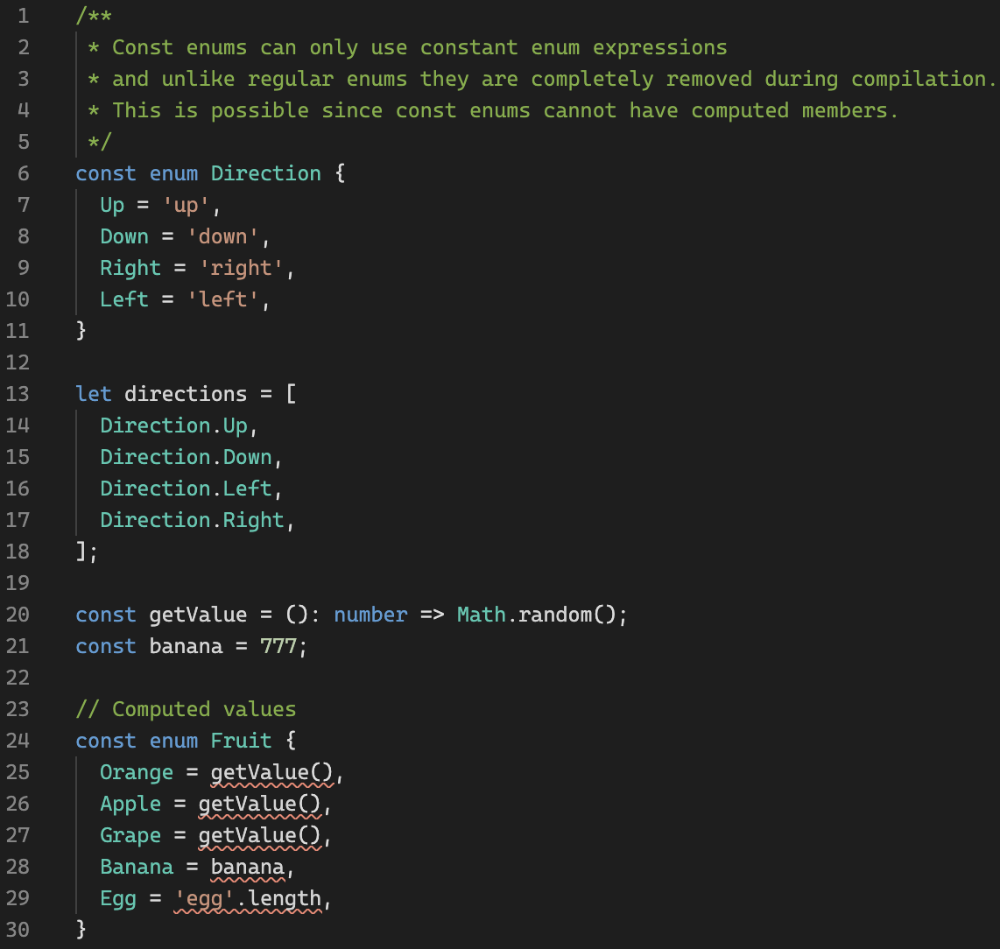 1 /**
2 * Const enums can only use constant enum expressions
3 * and unlike regular enums they are completely removed during compilation.
4 * This is possible since const enums cannot have computed members.
5 */
6 const enum Direction {
7 Up = 'up',
8 Down = 'down',
9 Right = 'right',
10 Left = 'left',
11 }
12
13 let directions = [
14 Direction.Up,
15 Direction.Down,
16 Direction.Left,
17 Direction.Right,
18 ];
19
20 const getValue = (): number => Math.random();
21 const banana = 777;
22
23 // Computed values
24 const enum Fruit {
25 Orange = getValue(),
26 Apple = getValue(),
27 Grape = getValue(),
28 Banana = banana,
29 Egg = 'egg'.length,
30 }